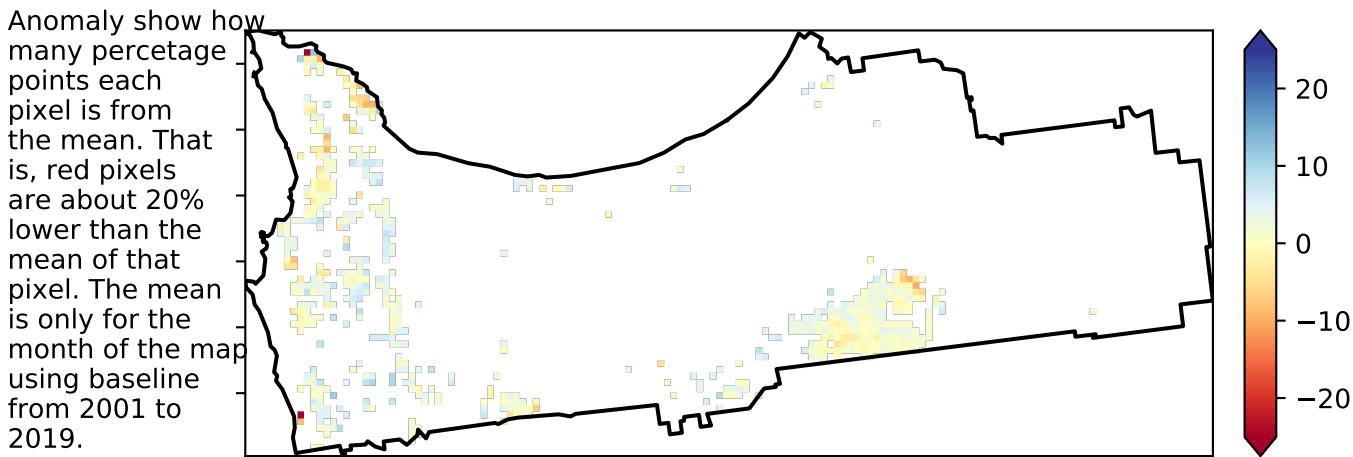 Anomaly show how
many percetage
points each
pixel is from
the mean. That
is, red pixels
are about 20%
lower than the
mean of that
pixel. The mean
is only for the
month of the map
using baseline
from 2001 to
2019.
20
10
0
−10
−20